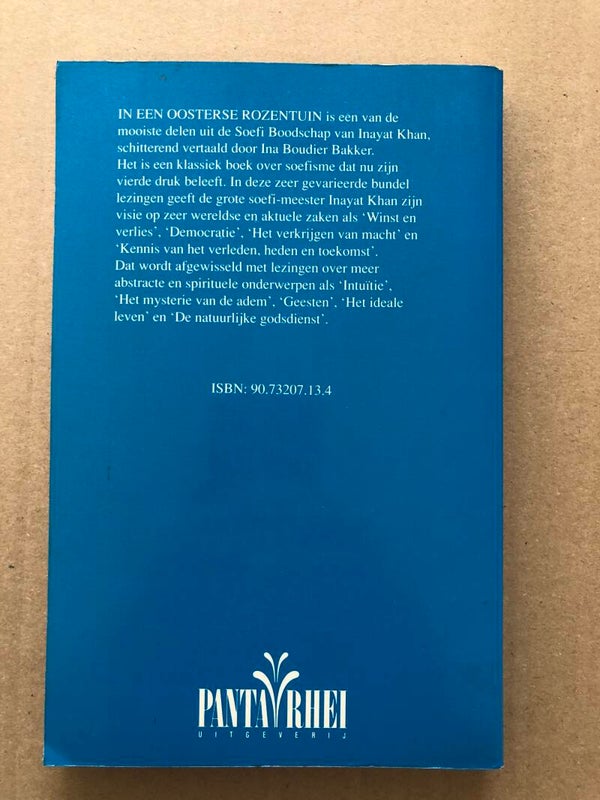 IN EEN OOSTERSE ROZENTUIN is een van de
mooiste delen uit de Soefi Boodschap van Inayat Khan,
schitterend vertaald door Ina Boudier Bakker.
Het is een klassiek boek over soefisme dat nu zijn
vierde druk beleeft. In deze zeer gevarieerde bundel
lezingen geeft de grote soefi-meester Inayat Khan zijn
visie op zeer wereldse en aktuele zaken als 'Winst en
verlies', 'Democratie', 'Het verkrijgen van macht' en
'Kennis van het verleden, heden en toekomst'.
Dat wordt afgewisseld met lezingen over meer
abstracte en spirituele onderwerpen als 'Intuïtie',
'Het mysterie van de adem', 'Geesten', 'Het ideale
leven' en 'De natuurlijke godsdienst'.
ISBN: 90.73207.13.4
PANTA RHEI
UITGEVERIJ